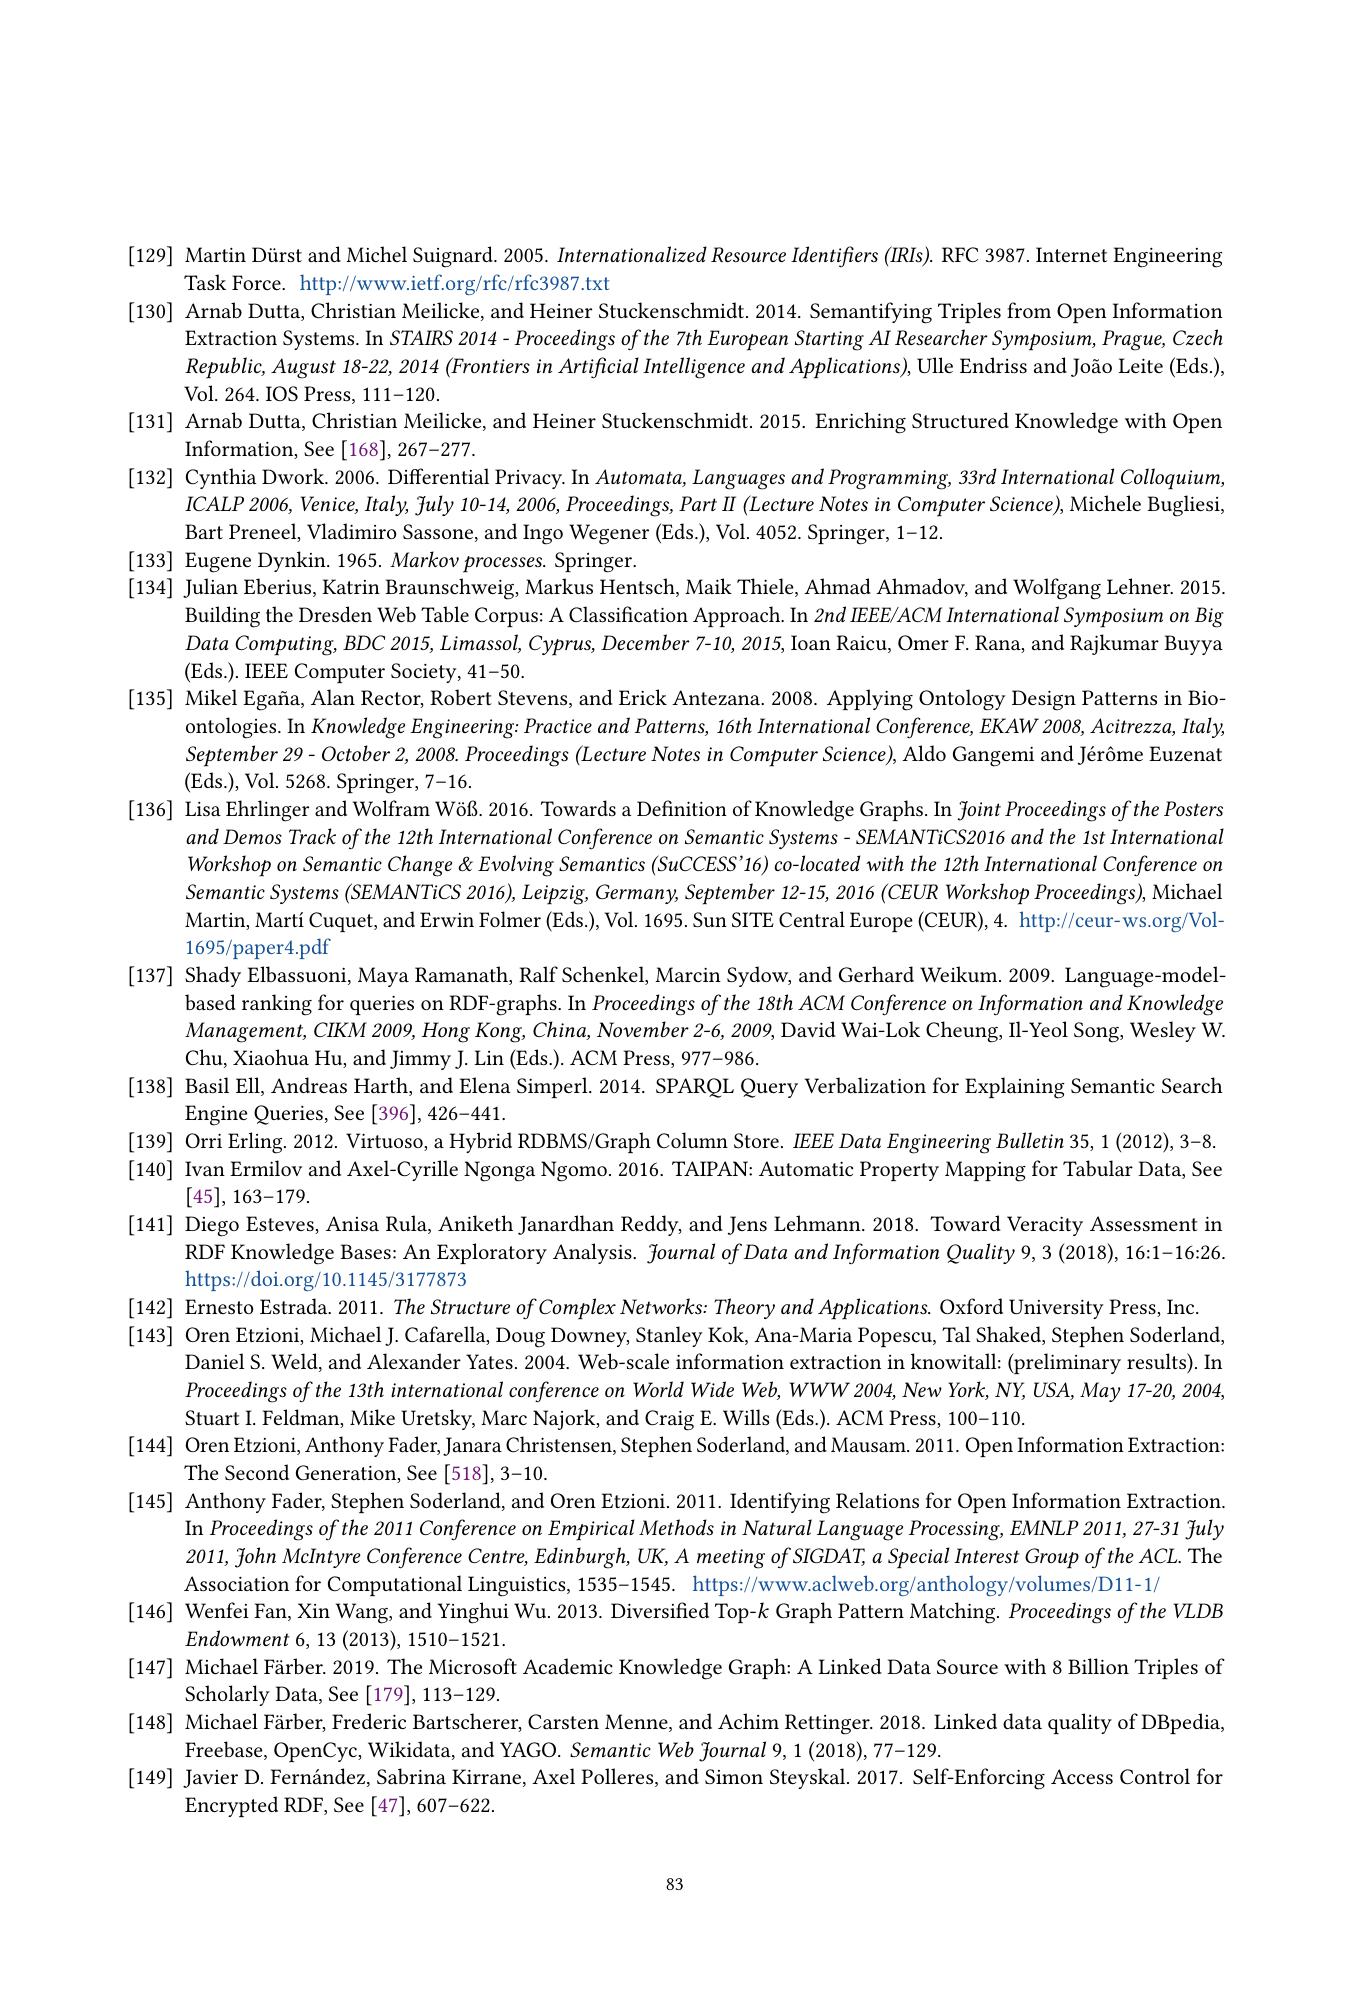 [129] Martin Dürst and Michel Suignard. 2005. Internationalized Resource Identifiers (IRIs). RFC 3987. Internet Engineering
Task Force. http://www.ietf.org/rfc/rfc3987.txt
[130] Arnab Dutta, Christian Meilicke, and Heiner Stuckenschmidt. 2014. Semantifying Triples from Open Information
Extraction Systems. In STAIRS 2014 - Proceedings of the 7th European Starting AI Researcher Symposium, Prague, Czech
Republic, August 18-22, 2014 (Frontiers in Artificial Intelligence and Applications), Ulle Endriss and João Leite (Eds.),
Vol. 264. IOS Press, 111–120.
[131] Arnab Dutta, Christian Meilicke, and Heiner Stuckenschmidt. 2015. Enriching Structured Knowledge with Open
Information, See [168], 267–277.
[132] Cynthia Dwork. 2006. Differential Privacy. In Automata, Languages and Programming, 33rd International Colloquium,
ICALP 2006, Venice, Italy, July 10-14, 2006, Proceedings, Part II (Lecture Notes in Computer Science), Michele Bugliesi,
Bart Preneel, Vladimiro Sassone, and Ingo Wegener (Eds.), Vol. 4052. Springer, 1–12.
[133] Eugene Dynkin. 1965. Markov processes. Springer.
[134] Julian Eberius, Katrin Braunschweig, Markus Hentsch, Maik Thiele, Ahmad Ahmadov, and Wolfgang Lehner. 2015.
Building the Dresden Web Table Corpus: A Classification Approach. In 2nd IEEE/ACM International Symposium on Big
Data Computing, BDC 2015, Limassol, Cyprus, December 7-10, 2015, Ioan Raicu, Omer F. Rana, and Rajkumar Buyya
(Eds.). IEEE Computer Society, 41–50.
[135] Mikel Egaña, Alan Rector, Robert Stevens, and Erick Antezana. 2008. Applying Ontology Design Patterns in Bio-
ontologies. In Knowledge Engineering: Practice and Patterns, 16th International Conference, EKAW 2008, Acitrezza, Italy,
September 29 - October 2, 2008. Proceedings (Lecture Notes in Computer Science), Aldo Gangemi and Jérôme Euzenat
(Eds.), Vol. 5268. Springer, 7–16.
[136] Lisa Ehrlinger and Wolfram Wöß. 2016. Towards a Definition of Knowledge Graphs. In Joint Proceedings of the Posters
and Demos Track of the 12th International Conference on Semantic Systems - SEMANTiCS2016 and the 1st International
Workshop on Semantic Change & Evolving Semantics (SuCCESS'16) co-located with the 12th International Conference on
Semantic Systems (SEMANTiCS 2016), Leipzig, Germany, September 12-15, 2016 (CEUR Workshop Proceedings), Michael
Martin, Martí Cuquet, and Erwin Folmer (Eds.), Vol. 1695. Sun SITE Central Europe (CEUR), 4. http://ceur-ws.org/Vol-
1695/paper4.pdf
[137] Shady Elbassuoni, Maya Ramanath, Ralf Schenkel, Marcin Sydow, and Gerhard Weikum. 2009. Language-model-
based ranking for queries on RDF-graphs. In Proceedings of the 18th ACM Conference on Information and Knowledge
Management, CIKM 2009, Hong Kong, China, November 2-6, 2009, David Wai-Lok Cheung, Il-Yeol Song, Wesley W.
Chu, Xiaohua Hu, and Jimmy J. Lin (Eds.). ACM Press, 977–986.
[138] Basil Ell, Andreas Harth, and Elena Simperl. 2014. SPARQL Query Verbalization for Explaining Semantic Search
Engine Queries, See [396], 426–441.
[139] Orri Erling. 2012. Virtuoso, a Hybrid RDBMS/Graph Column Store. IEEE Data Engineering Bulletin 35, 1 (2012), 3–8.
[140] Ivan Ermilov and Axel-Cyrille Ngonga Ngomo. 2016. TAIPAN: Automatic Property Mapping for Tabular Data, See
[45], 163–179.
[141] Diego Esteves, Anisa Rula, Aniketh Janardhan Reddy, and Jens Lehmann. 2018. Toward Veracity Assessment in
RDF Knowledge Bases: An Exploratory Analysis. Journal of Data and Information Quality 9, 3 (2018), 16:1–16:26.
https://doi.org/10.1145/3177873
[142] Ernesto Estrada. 2011. The Structure of Complex Networks: Theory and Applications. Oxford University Press, Inc.
[143] Oren Etzioni, Michael J. Cafarella, Doug Downey, Stanley Kok, Ana-Maria Popescu, Tal Shaked, Stephen Soderland,
Daniel S. Weld, and Alexander Yates. 2004. Web-scale information extraction in knowitall: (preliminary results). In
Proceedings of the 13th international conference on World Wide Web, WWW 2004, New York, NY, USA, May 17-20, 2004,
Stuart I. Feldman, Mike Uretsky, Marc Najork, and Craig E. Wills (Eds.). ACM Press, 100–110.
[144] Oren Etzioni, Anthony Fader, Janara Christensen, Stephen Soderland, and Mausam. 2011. Open Information Extraction:
The Second Generation, See [518], 3–10.
[145] Anthony Fader, Stephen Soderland, and Oren Etzioni. 2011. Identifying Relations for Open Information Extraction.
In Proceedings of the 2011 Conference on Empirical Methods in Natural Language Processing, EMNLP 2011, 27-31 July
2011, John McIntyre Conference Centre, Edinburgh, UK, A meeting of SIGDAT, a Special Interest Group of the ACL. The
Association for Computational Linguistics, 1535–1545. https://www.aclweb.org/anthology/volumes/D11-1/
[146] Wenfei Fan, Xin Wang, and Yinghui Wu. 2013. Diversified Top-k Graph Pattern Matching. Proceedings of the VLDB
Endowment 6, 13 (2013), 1510–1521.
[147] Michael Färber. 2019. The Microsoft Academic Knowledge Graph: A Linked Data Source with 8 Billion Triples of
Scholarly Data, See [179], 113–129.
[148] Michael Färber, Frederic Bartscherer, Carsten Menne, and Achim Rettinger. 2018. Linked data quality of DBpedia,
Freebase, OpenCyc, Wikidata, and YAGO. Semantic Web Journal 9, 1 (2018), 77–129.
[149] Javier D. Fernández, Sabrina Kirrane, Axel Polleres, and Simon Steyskal. 2017. Self-Enforcing Access Control for
Encrypted RDF, See [47], 607–622.
83